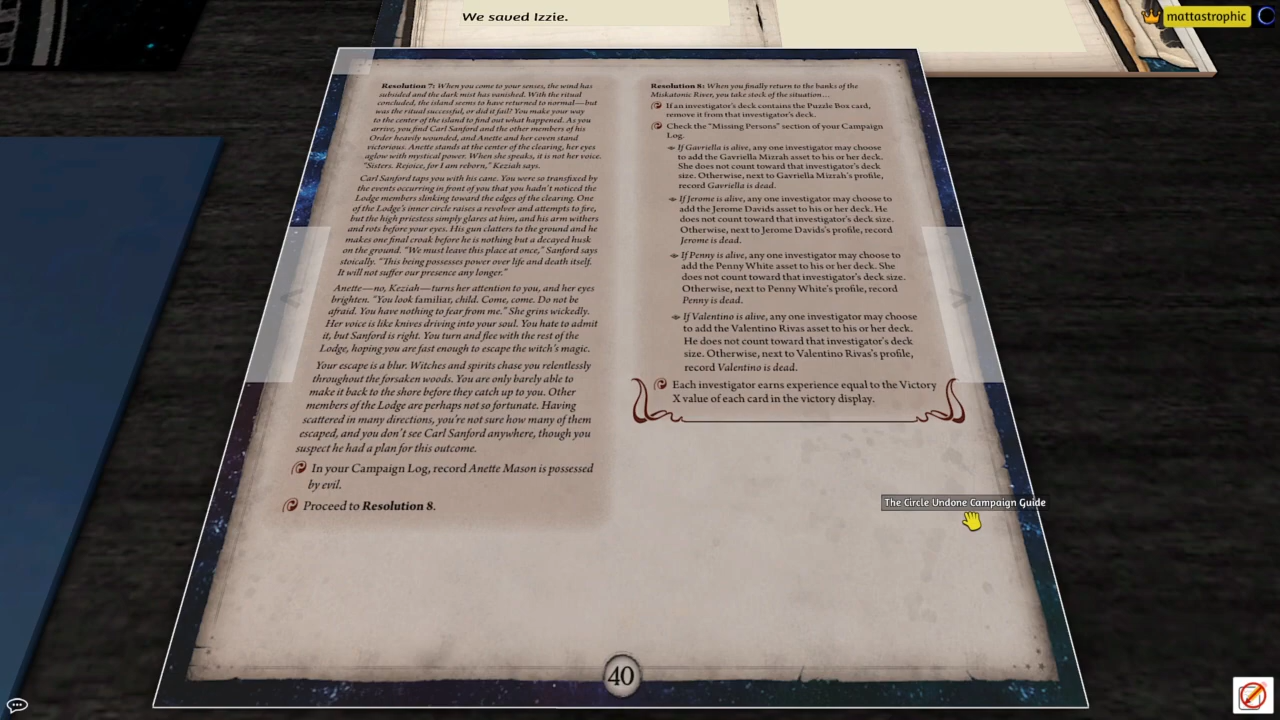 We saved Izzie.
mattastrophic
Resolution 7: When you come to your senses, the wind has
subsided and the dark mist has vanished. With the ritual
concluded, the island seems to have returned to normal—but
was the ritual successful, or did it fail? You make your way
to the center of the island to find out what happened. As you
arrive, you find Carl Sanford and the other members of his
Order heavily wounded, and Anette and her coven stand
victorious. Anette stands at the center of the clearing, her eyes
aglow with mystical power. When she speaks, it is not her voice.
"Sisters. Rejoice, for I am reborn," Keziah says.
Carl Sanford taps you with his cane. You were so transfixed by
the events occurring in front of you that you hadn't noticed the
Lodge members slinking toward the edges of the clearing. One
of the Lodge's inner circle raises a revolver and attempts to fire,
but the high priestess simply glares at him, and his arm withers
and rots before your eyes. His gun clatters to the ground and he
makes one final croak before he is nothing but a decayed husk
on the ground. "We must leave this place at once," Sanford says
stoically. "This being possesses power over life and death itself.
It will not suffer our presence any longer."
Anette—no, Keziah—turns her attention to you, and her eyes
brighten. "You look familiar, child. Come, come. Do not be
afraid. You have nothing to fear from me." She grins wickedly.
Her voice is like knives driving into your soul. You hate to admit
it, but Sanford is right. You turn and flee with the rest of the
Lodge, hoping you are fast enough to escape the witch's magic.
Your escape is a blur. Witches and spirits chase you relentlessly
throughout the forsaken woods. You are only barely able to
make it back to the shore before they catch up to you. Other
members of the Lodge are perhaps not so fortunate. Having
scattered in many directions, you're not sure how many of them
escaped, and you don't see Carl Sanford anywhere, though you
suspect he had a plan for this outcome.
In your Campaign Log, record Anette Mason is possessed
by evil.
Proceed to Resolution 8.
Resolution 8: When you finally return to the banks of the
Miskatonic River, you take stock of the situation...
If an investigator's deck contains the Puzzle Box card,
remove it from that investigator's deck.
Check the "Missing Persons" section of your Campaign
Log.
If Gavriella is alive, any one investigator may choose
to add the Gavriella Mizrah asset to his or her deck.
She does not count toward that investigator's deck
size. Otherwise, next to Gavriella Mizrah's profile,
record Gavriella is dead.
If Jerome is alive, any one investigator may choose to
add the Jerome Davids asset to his or her deck. He
does not count toward that investigator's deck size.
Otherwise, next to Jerome Davids's profile, record
Jerome is dead.
If Penny is alive, any one investigator may choose to
add the Penny White asset to his or her deck. She
does not count toward that investigator's deck size.
Otherwise, next to Penny White's profile, record
Penny is dead.
If Valentino is alive, any one investigator may choose
to add the Valentino Rivas asset to his or her deck.
He does not count toward that investigator's deck
size. Otherwise, next to Valentino Rivas's profile,
record Valentino is dead.
Each investigator earns experience equal to the Victory
X value of each card in the victory display.
The Circle Undone Campaign Guide
40